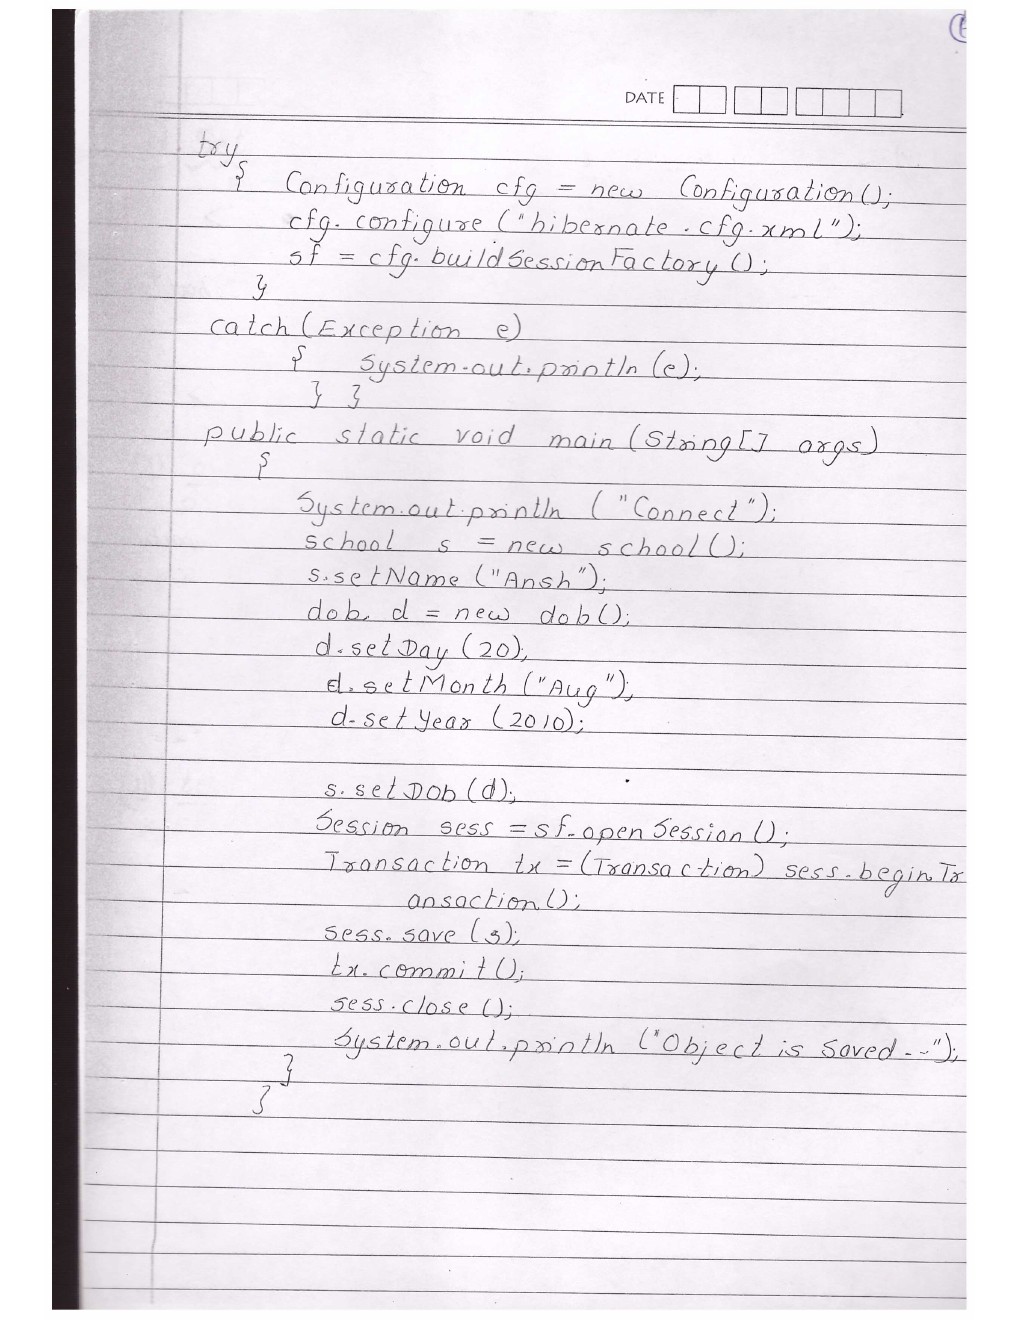 DATE
try
{ Configuration cfg = new Configuration();
cfg.configure ("hibernate.cfg.xml");
sf = cfg.buildSessionFactory();
}
catch(Exception e)
{ System.out.println(e);
} }
public static void main (String[] args)
{
System.out.println ("Connect");
school s = new school();
s.setName ("Ansh");
dob d = new dob();
d.setDay (20);
d.setMonth ("Aug");
d.setYear (2010);
s.setDob (d);
Session sess = sf.openSession();
Transaction tx = (Transaction) sess.beginTr
ansaction();
sess.save (s);
tx.commit();
sess.close();
System.out.println ("Object is Saved --");
}
}